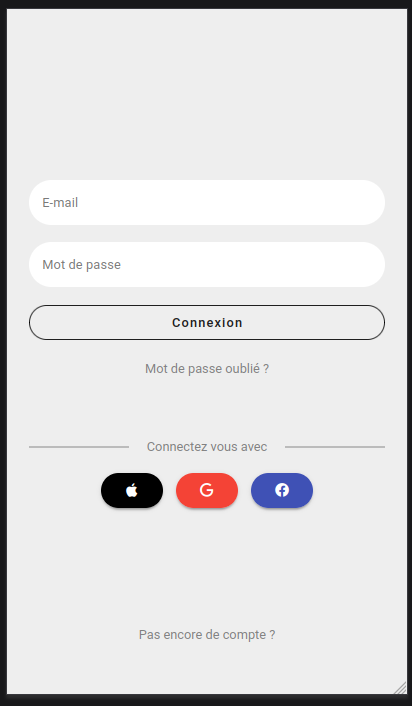 E-mail
Mot de passe
Connexion
Mot de passe oublié ?
Connectez vous avec
Pas encore de compte ?